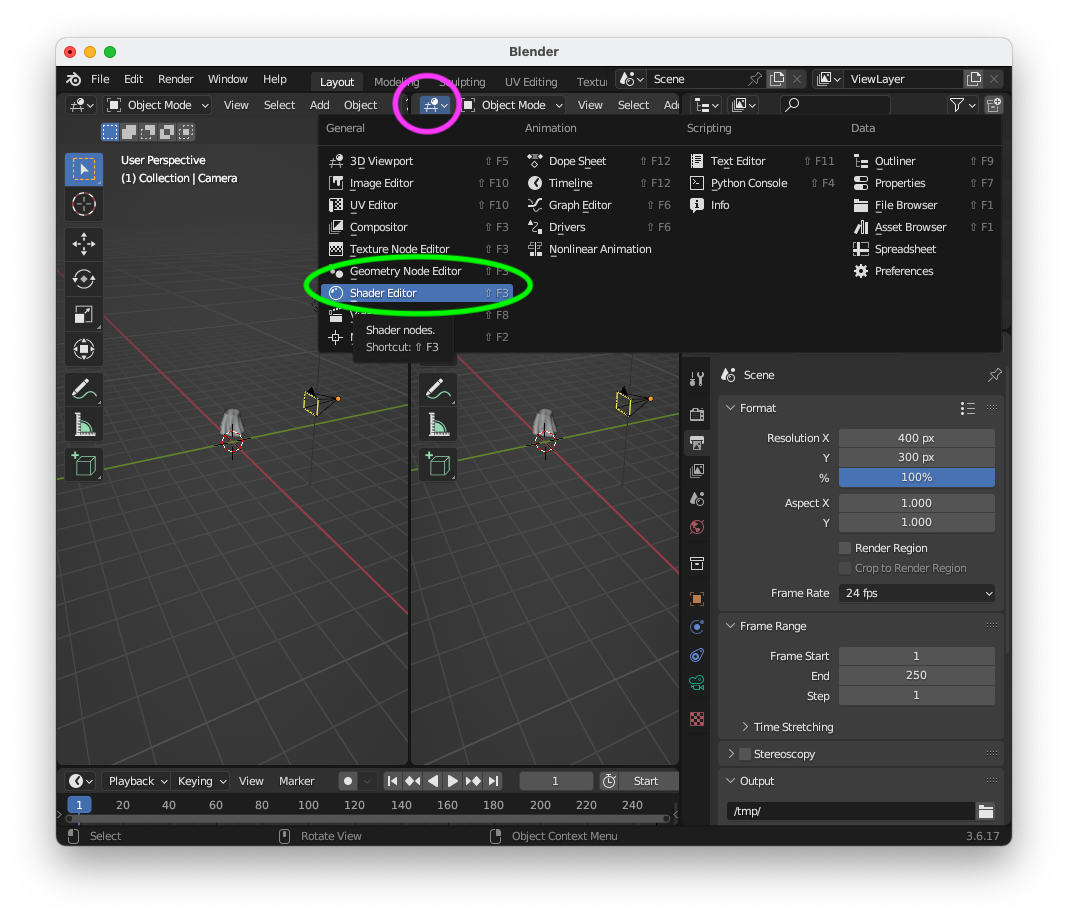 Blender
File Edit Render Window Help Layout Modeling Sculpting UV Editing Textu Scene ViewLayer
Object Mode View Select Add Object Object Mode View Select Add
General Animation Scripting Data
User Perspective
(1) Collection | Camera
3D Viewport ⇧ F5 Dope Sheet ⇧ F12 Text Editor ⇧ F11 Outliner ⇧ F9
Image Editor ⇧ F10 Timeline ⇧ F12 Python Console ⇧ F4 Properties ⇧ F7
UV Editor ⇧ F10 Graph Editor ⇧ F6 Info File Browser ⇧ F1
Compositor ⇧ F3 Drivers ⇧ F6 Asset Browser ⇧ F1
Texture Node Editor ⇧ F3 Nonlinear Animation Spreadsheet
Geometry Node Editor ⇧ F3 Preferences
Shader Editor ⇧ F3
⇧ F8
⇧ F2
Shader nodes.
Shortcut: ⇧ F3
Scene
Format
Resolution X 400 px
Y 300 px
% 100%
Aspect X 1.000
Y 1.000
Render Region
Crop to Render Region
Frame Rate 24 fps
Frame Range
Frame Start 1
End 250
Step 1
Time Stretching
Stereoscopy
Output
/tmp/
Playback Keying View Marker 1 Start
1 20 40 60 80 100 120 140 160 180 200 220 240
Select Rotate View Object Context Menu 3.6.17